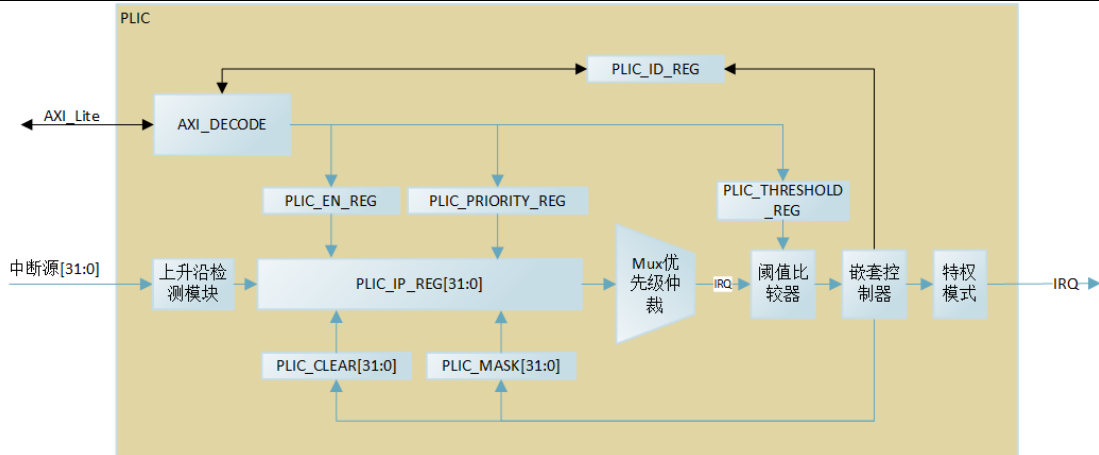 PLIC
PLIC_ID_REG
AXI_Lite
AXI_DECODE
PLIC_EN_REG
PLIC_PRIORITY_REG
PLIC_THRESHOLD
_REG
中断源[31:0]
上升沿检
测模块
PLIC_IP_REG[31:0]
Mux优
先级仲
裁
IRQ
阈值比
较器
嵌套控
制器
特权
模式
IRQ
PLIC_CLEAR[31:0]
PLIC_MASK[31:0]